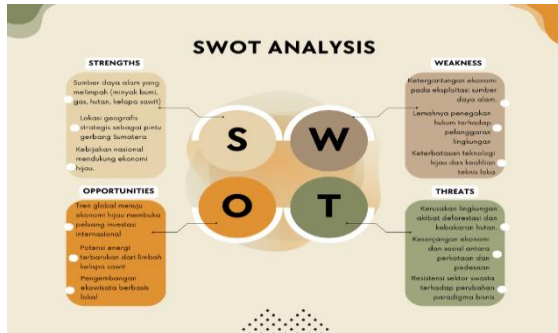 SWOT ANALYSIS
STRENGTHS
Sumber daya alam yang
melimpah (minyak bumi,
gas, hutan, kelapa sawit)
Lokasi geografis
strategis sebagai pintu
gerbang Sumatera
Kebijakan nasional
mendukung ekonomi
hijau.
WEAKNESS
Ketergantungan ekonomi
pada eksploitasi sumber
daya alam.
Lemahnya penegakan
hukum terhadap
pelanggaran
lingkungan
Keterbatasan teknologi
hijau dan keahlian
teknis loka
S
W
O
T
OPPORTUNITIES
Tren global menuju
ekonomi hijau membuka
peluang investasi
internasional
Potensi energi
terbarukan dari limbah
kelapa sawit
Pengembangan
ekowisata berbasis
lokal
THREATS
Kerusakan lingkungan
akibat deforestasi dan
kebakaran hutan.
Kesenjangan ekonomi
dan sosial antara
perkotaan dan
pedesaan
Resistensi sektor swasta
terhadap perubahan
paradigma bisnis